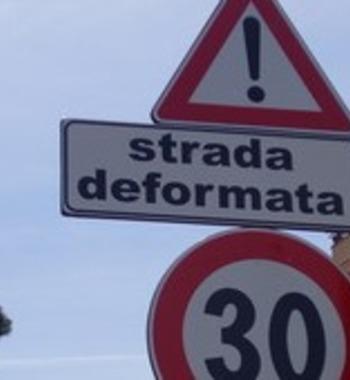 !
strada
deformata
30